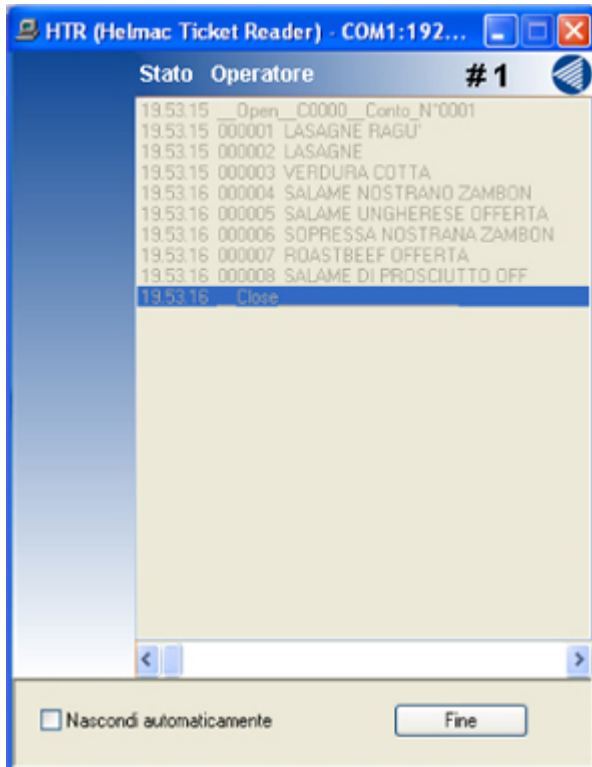 HTR (Helmac Ticket Reader) - COM1:192...
Stato Operatore #1
19.53.15 __Open__C0000__Conto_N°0001
19.53.15 000001 LASAGNE RAGU'
19.53.15 000002 LASAGNE
19.53.15 000003 VERDURA COTTA
19.53.16 000004 SALAME NOSTRANO ZAMBON
19.53.16 000005 SALAME UNGHERESE OFFERTA
19.53.16 000006 SOPRESSA NOSTRANA ZAMBON
19.53.16 000007 ROASTBEEF OFFERTA
19.53.16 000008 SALAME DI PROSCIUTTO OFF
19.53.16 __Close____________________
Nascondi automaticamente
Fine